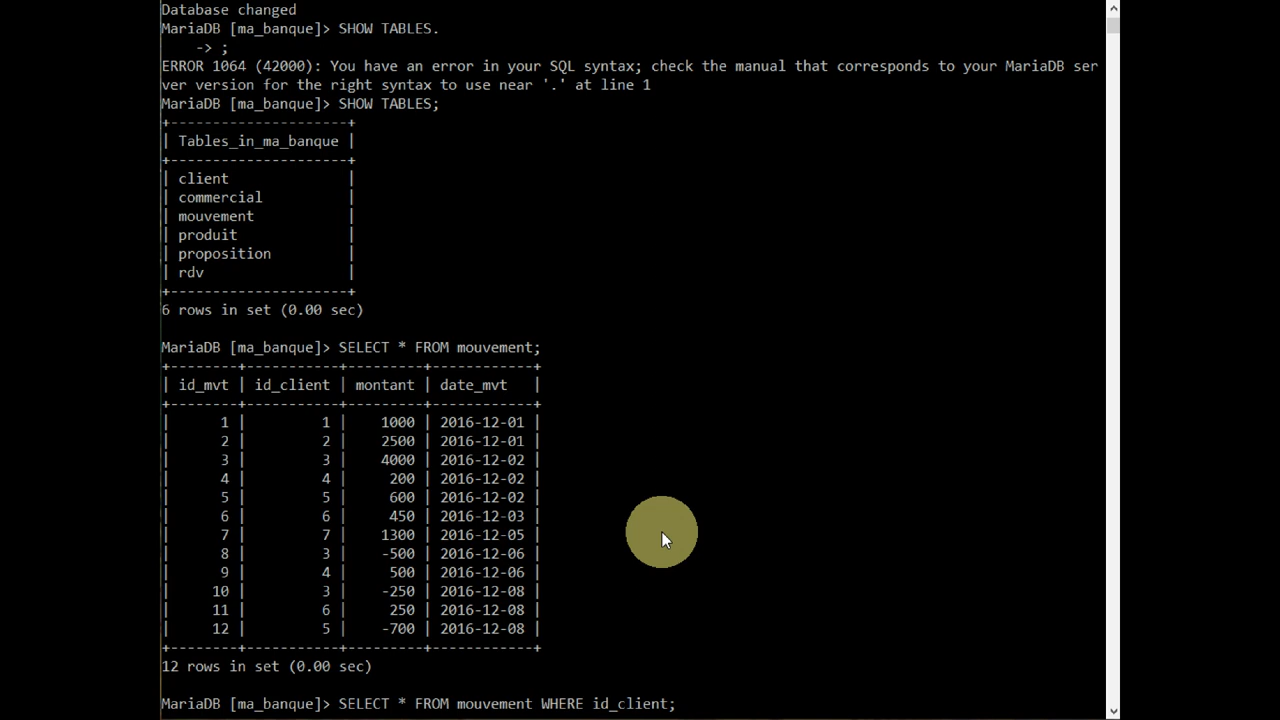 Database changed
MariaDB [ma_banque]> SHOW TABLES.
    -> ;
ERROR 1064 (42000): You have an error in your SQL syntax; check the manual that corresponds to your MariaDB ser
ver version for the right syntax to use near '.' at line 1
MariaDB [ma_banque]> SHOW TABLES;
+---------------------+
| Tables_in_ma_banque |
+---------------------+
| client              |
| commercial          |
| mouvement           |
| produit             |
| proposition         |
| rdv                 |
+---------------------+
6 rows in set (0.00 sec)

MariaDB [ma_banque]> SELECT * FROM mouvement;
+--------+-----------+---------+------------+
| id_mvt | id_client | montant | date_mvt   |
+--------+-----------+---------+------------+
|      1 |         1 |    1000 | 2016-12-01 |
|      2 |         2 |    2500 | 2016-12-01 |
|      3 |         3 |    4000 | 2016-12-02 |
|      4 |         4 |     200 | 2016-12-02 |
|      5 |         5 |     600 | 2016-12-02 |
|      6 |         6 |     450 | 2016-12-03 |
|      7 |         7 |    1300 | 2016-12-05 |
|      8 |         3 |    -500 | 2016-12-06 |
|      9 |         4 |     500 | 2016-12-06 |
|     10 |         3 |    -250 | 2016-12-08 |
|     11 |         6 |     250 | 2016-12-08 |
|     12 |         5 |    -700 | 2016-12-08 |
+--------+-----------+---------+------------+
12 rows in set (0.00 sec)

MariaDB [ma_banque]> SELECT * FROM mouvement WHERE id_client;